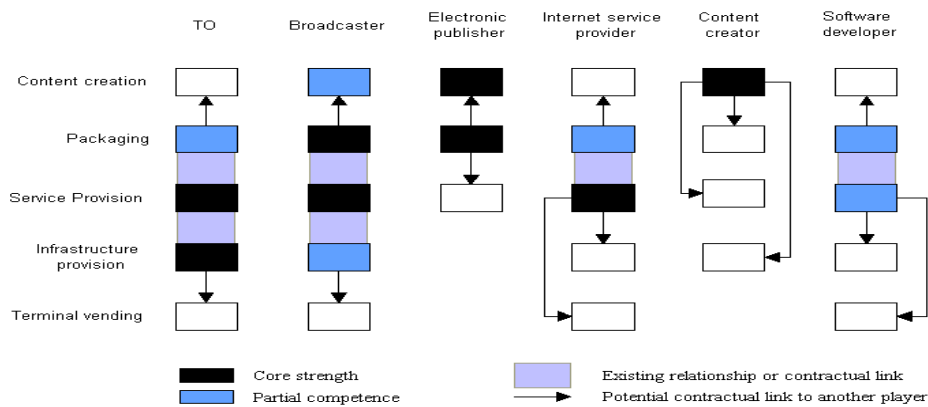 TO
Broadcaster
Electronic
publisher
Internet service
provider
Content
creator
Software
developer
Content creation
Packaging
Service Provision
Infrastructure
provision
Terminal vending
Core strength
Partial competence
Existing relationship or contractual link
Potential contractual link to another player